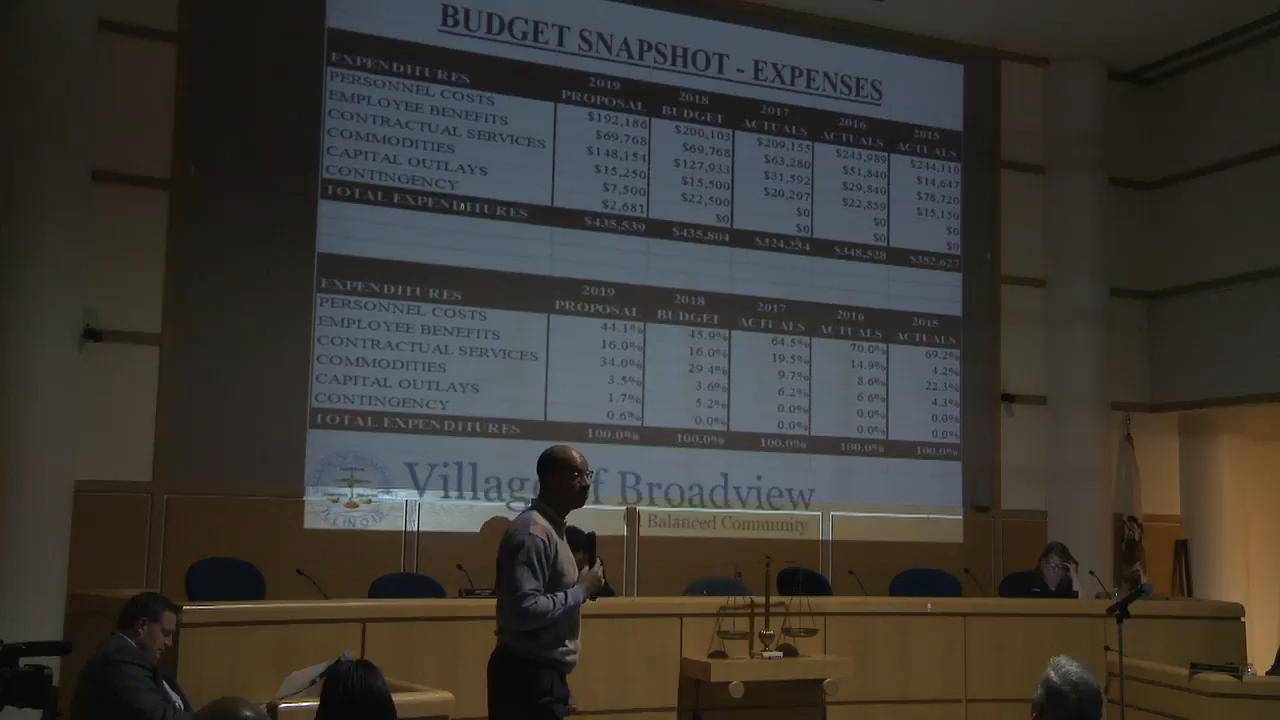 BUDGET SNAPSHOT - EXPENSES
EXPENDITURES 2019 PROPOSAL 2018 BUDGET 2017 ACTUALS 2016 ACTUALS 2015 ACTUALS
PERSONNEL COSTS $192,186 $200,103 $209,155 $243,989 $244,110
EMPLOYEE BENEFITS $69,768 $69,768 $63,280 $51,840 $14,647
CONTRACTUAL SERVICES $148,154 $127,933 $31,592 $29,840 $78,720
COMMODITIES $15,250 $15,500 $20,207 $22,859 $15,150
CAPITAL OUTLAYS $7,500 $22,500 $0 $0 $0
CONTINGENCY $2,681 $0 $0 $0 $0
TOTAL EXPENDITURES $435,539 $435,804 $324,234 $348,528 $352,627
EXPENDITURES 2019 PROPOSAL 2018 BUDGET 2017 ACTUALS 2016 ACTUALS 2015 ACTUALS
PERSONNEL COSTS 44.1% 45.9% 64.5% 70.0% 69.2%
EMPLOYEE BENEFITS 16.0% 16.0% 19.5% 14.9% 4.2%
CONTRACTUAL SERVICES 34.0% 29.4% 9.7% 8.6% 22.3%
COMMODITIES 3.5% 3.6% 6.2% 6.6% 4.3%
CAPITAL OUTLAYS 1.7% 5.2% 0.0% 0.0% 0.0%
CONTINGENCY 0.6% 0.0% 0.0% 0.0% 0.0%
TOTAL EXPENDITURES 100.0% 100.0% 100.0% 100.0% 100.0%
Village of Broadview
Balanced Community
ILLINOIS